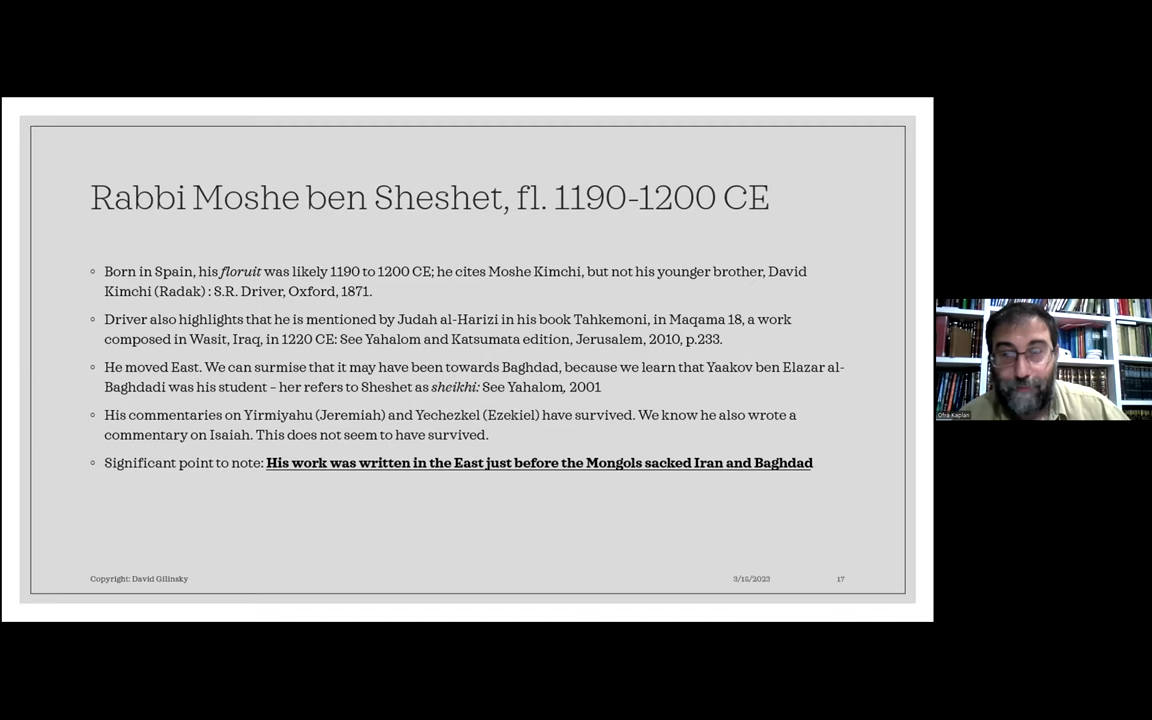 Rabbi Moshe ben Sheshet, fl. 1190-1200 CE
◦ Born in Spain, his floruit was likely 1190 to 1200 CE; he cites Moshe Kimchi, but not his younger brother, David
Kimchi (Radak) : S.R. Driver, Oxford, 1871.
◦ Driver also highlights that he is mentioned by Judah al-Harizi in his book Tahkemoni, in Maqama 18, a work
composed in Wasit, Iraq, in 1220 CE: See Yahalom and Katsumata edition, Jerusalem, 2010, p.233.
◦ He moved East. We can surmise that it may have been towards Baghdad, because we learn that Yaakov ben Elazar al-
Baghdadi was his student – her refers to Sheshet as sheikhi: See Yahalom, 2001
◦ His commentaries on Yirmiyahu (Jeremiah) and Yechezkel (Ezekiel) have survived. We know he also wrote a
commentary on Isaiah. This does not seem to have survived.
◦ Significant point to note: His work was written in the East just before the Mongols sacked Iran and Baghdad
Copyright: David Gilinsky 3/15/2023 17
Ofra Kaplan